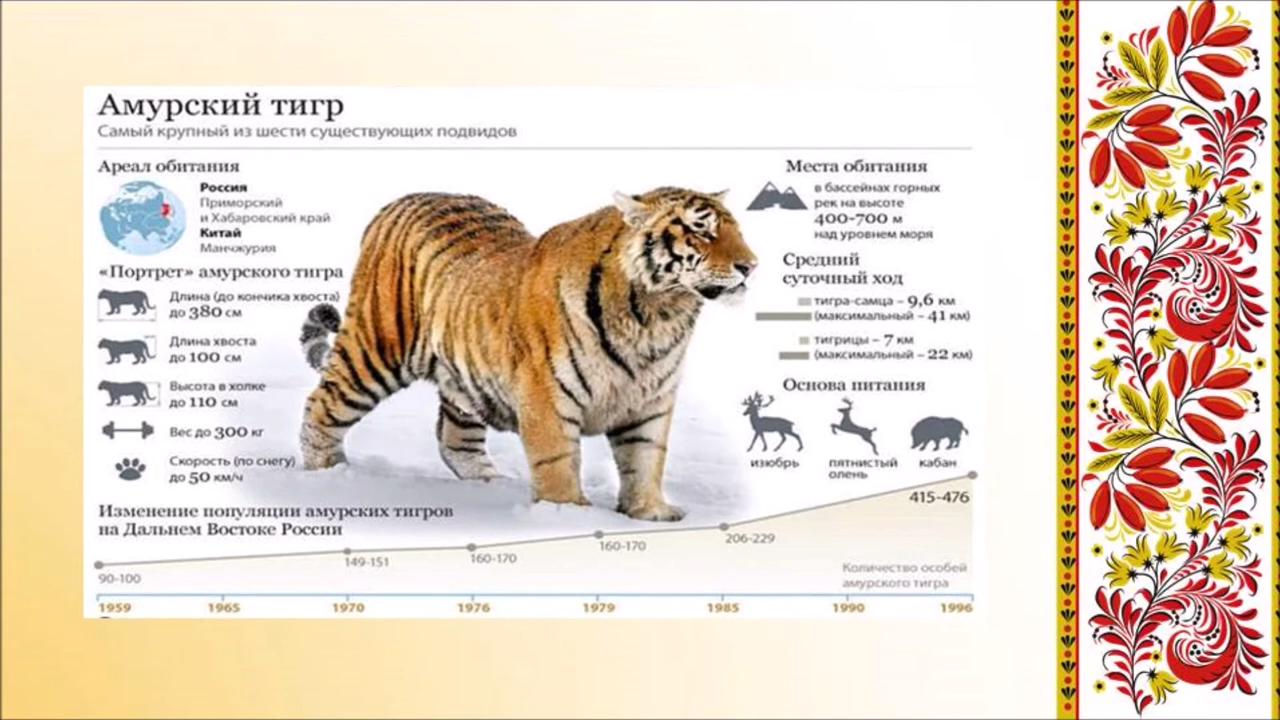 Амурский тигр
Самый крупный из шести существующих подвидов
Ареал обитания
Россия
Приморский
и Хабаровский край
Китай
Манчжурия
«Портрет» амурского тигра
Длина (до кончика хвоста)
до 380 см
Длина хвоста
до 100 см
Высота в холке
до 110 см
Вес до 300 кг
Скорость (по снегу)
до 50 км/ч
Места обитания
в бассейнах горных
рек на высоте
400-700 м
над уровнем моря
Средний
суточный ход
тигра-самца – 9,6 км
(максимальный – 41 км)
тигрицы – 7 км
(максимальный – 22 км)
Основа питания
изюбрь
пятнистый
олень
кабан
Изменение популяции амурских тигров
на Дальнем Востоке России
90-100
149-151
160-170
160-170
206-229
415-476
Количество особей
амурского тигра
1959 1965 1970 1976 1979 1985 1990 1996